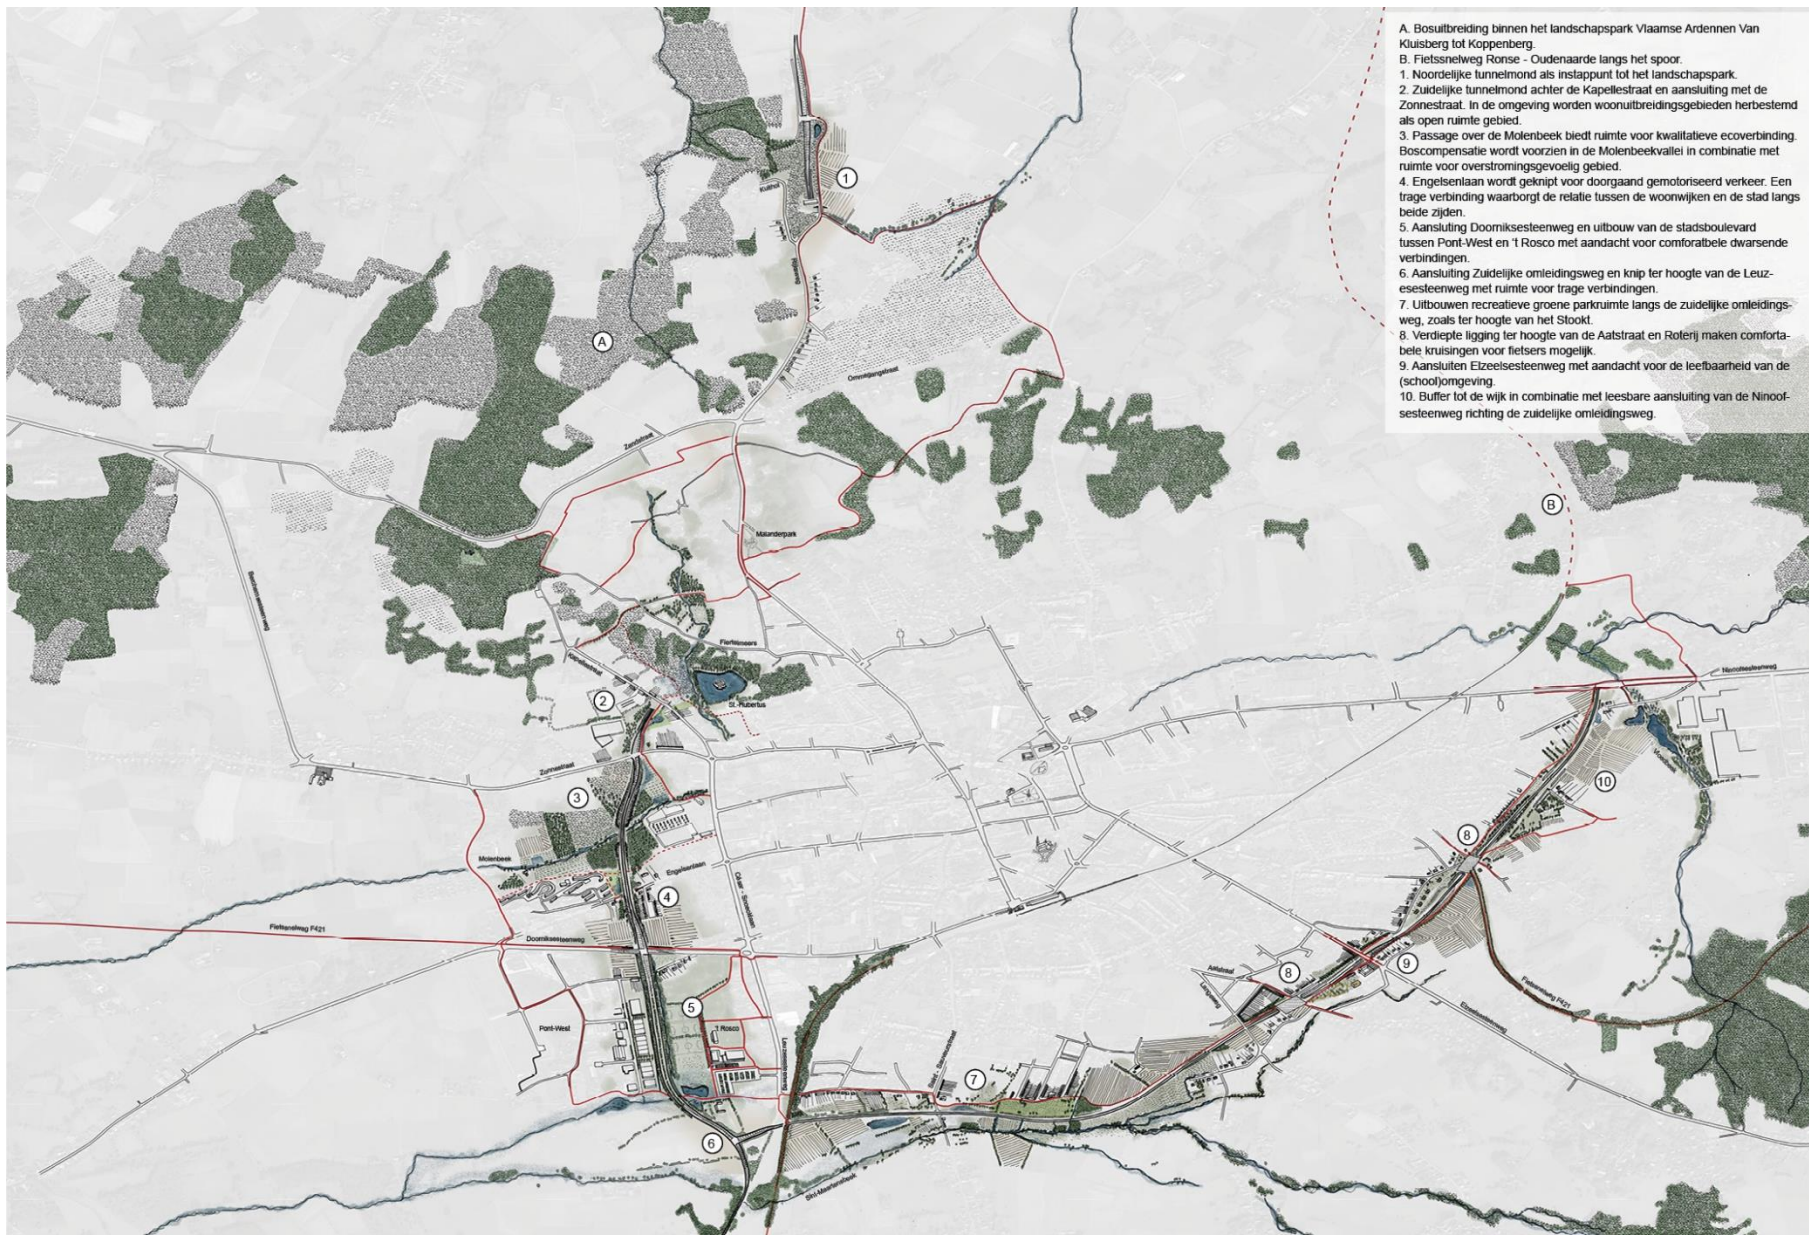 A. Bosuitbreiding binnen het landschapspark Vlaamse Ardennen Van
Kluisberg tot Koppenberg.
B. Fietssnelweg Ronse - Oudenaarde langs het spoor.
1. Noordelijke tunnelmond als instappunt tot het landschapspark.
2. Zuidelijke tunnelmond achter de Kapellestraat en aansluiting met de
Zonnestraat. In de omgeving worden woonuitbreidingsgebieden herbestemd
als open ruimte gebied.
3. Passage over de Molenbeek biedt ruimte voor kwalitatieve ecoverbinding.
Boscompensatie wordt voorzien in de Molenbeekvallei in combinatie met
ruimte voor overstromingsgevoelig gebied.
4. Engelsenlaan wordt geknipt voor doorgaand gemotoriseerd verkeer. Een
trage verbinding waarborgt de relatie tussen de woonwijken en de stad langs
beide zijden.
5. Aansluting Doorniksesteenweg en uitbouw van de stadsboulevard
tussen Pont-West en 't Rosco met aandacht voor comforatbele dwarsende
verbindingen.
6. Aansluiting Zuidelijke omleidingsweg en knip ter hoogte van de Leuz-
esesteenweg met ruimte voor trage verbindingen.
7. Uitbouwen recreatieve groene parkruimte langs de zuidelijke omleidings-
weg, zoals ter hoogte van het Stookt.
8. Verdiepte ligging ter hoogte van de Aatstraat en Roterij maken comforta-
bele kruisingen voor fietsers mogelijk.
9. Aansluiten Elzeelsesteenweg met aandacht voor de leefbaarheid van de
(school)omgeving.
10. Buffer tot de wijk in combinatie met leesbare aansluiting van de Ninoof-
sesteenweg richting de zuidelijke omleidingsweg.
1
A
Ommegangstraat
Zandstraat
B
Malanderpark
Fiertelmeers
Kapellestraat
2
St.-Hubertus
Ninoofsesteenweg
Zonnestraat
3
10
8
Molenbeek
Engelsenlaan
4
Fietsnelweg F421
Doorniksesteenweg
9
8
Aatstraat
Fietsnelweg F421
Elzeelsesteenweg
5
Pont-West
't Rosco
Leuzesesteenweg
7
6
Sint-Maartensbeek